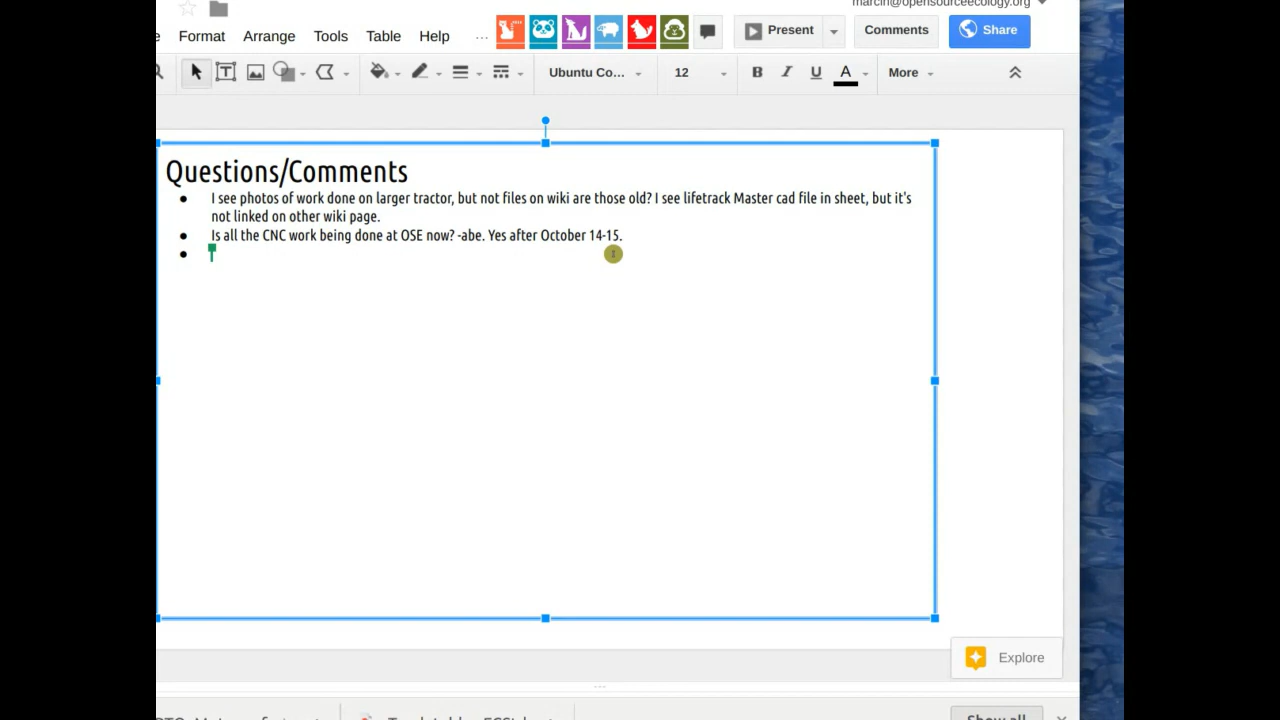 marcin@opensourceecology.org
Format Arrange Tools Table Help ... Present Comments Share
Ubuntu Co... 12 B I U A More
Questions/Comments
● I see photos of work done on larger tractor, but not files on wiki are those old? I see lifetrack Master cad file in sheet, but it's
not linked on other wiki page.
● Is all the CNC work being done at OSE now? -abe. Yes after October 14-15.
●
Explore
Show all